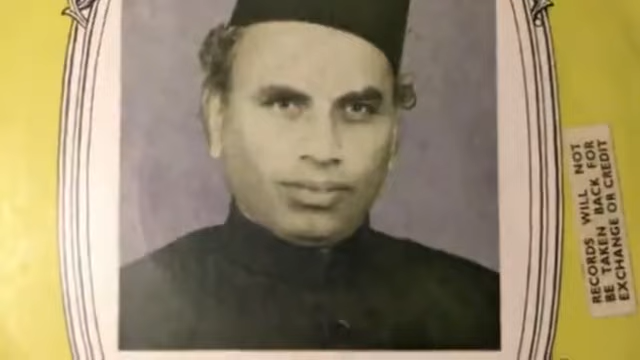 RECORDS WILL NOT
BE TAKEN BACK FOR
EXCHANGE OR CREDIT